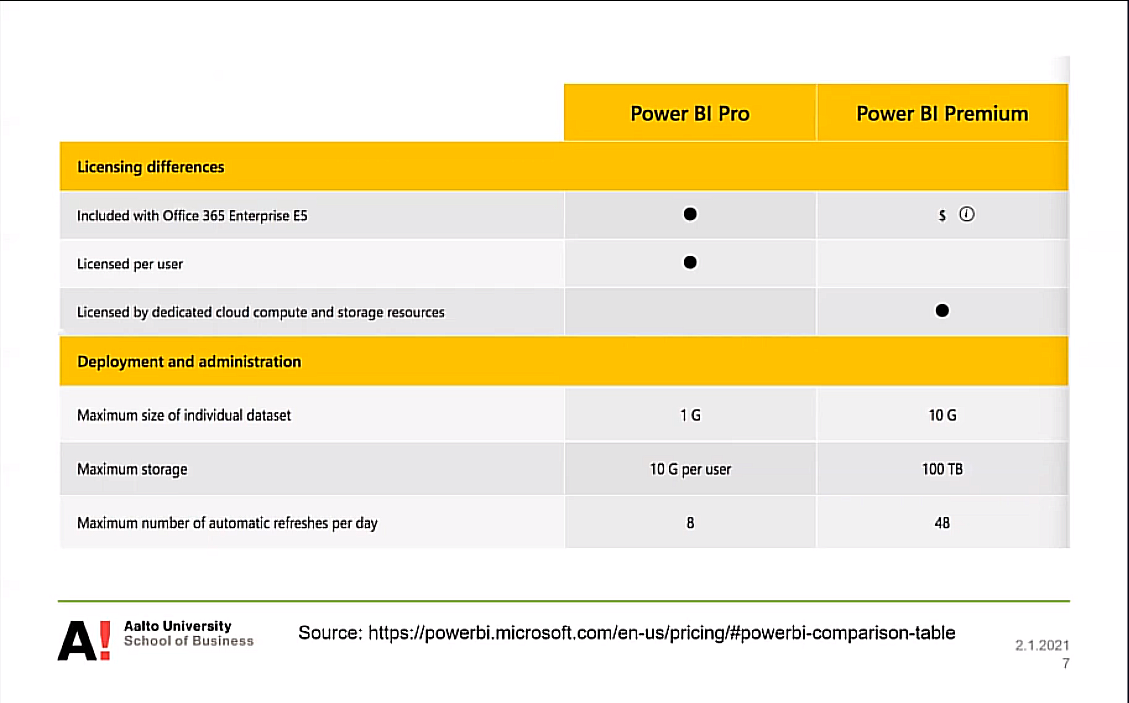 Power BI Pro Power BI Premium
Licensing differences
Included with Office 365 Enterprise E5 ● $ ⓘ
Licensed per user ●
Licensed by dedicated cloud compute and storage resources ●
Deployment and administration
Maximum size of individual dataset 1 G 10 G
Maximum storage 10 G per user 100 TB
Maximum number of automatic refreshes per day 8 48
A! Aalto University
School of Business
Source: https://powerbi.microsoft.com/en-us/pricing/#powerbi-comparison-table
2.1.2021
7